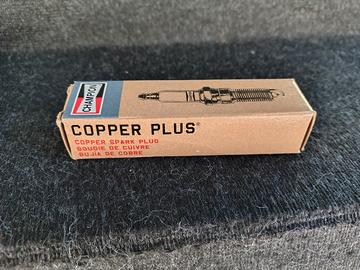 CHAMPION
COPPER PLUS®
COPPER SPARK PLUG
BOUGIE DE CUIVRE
BUJIA DE COBRE